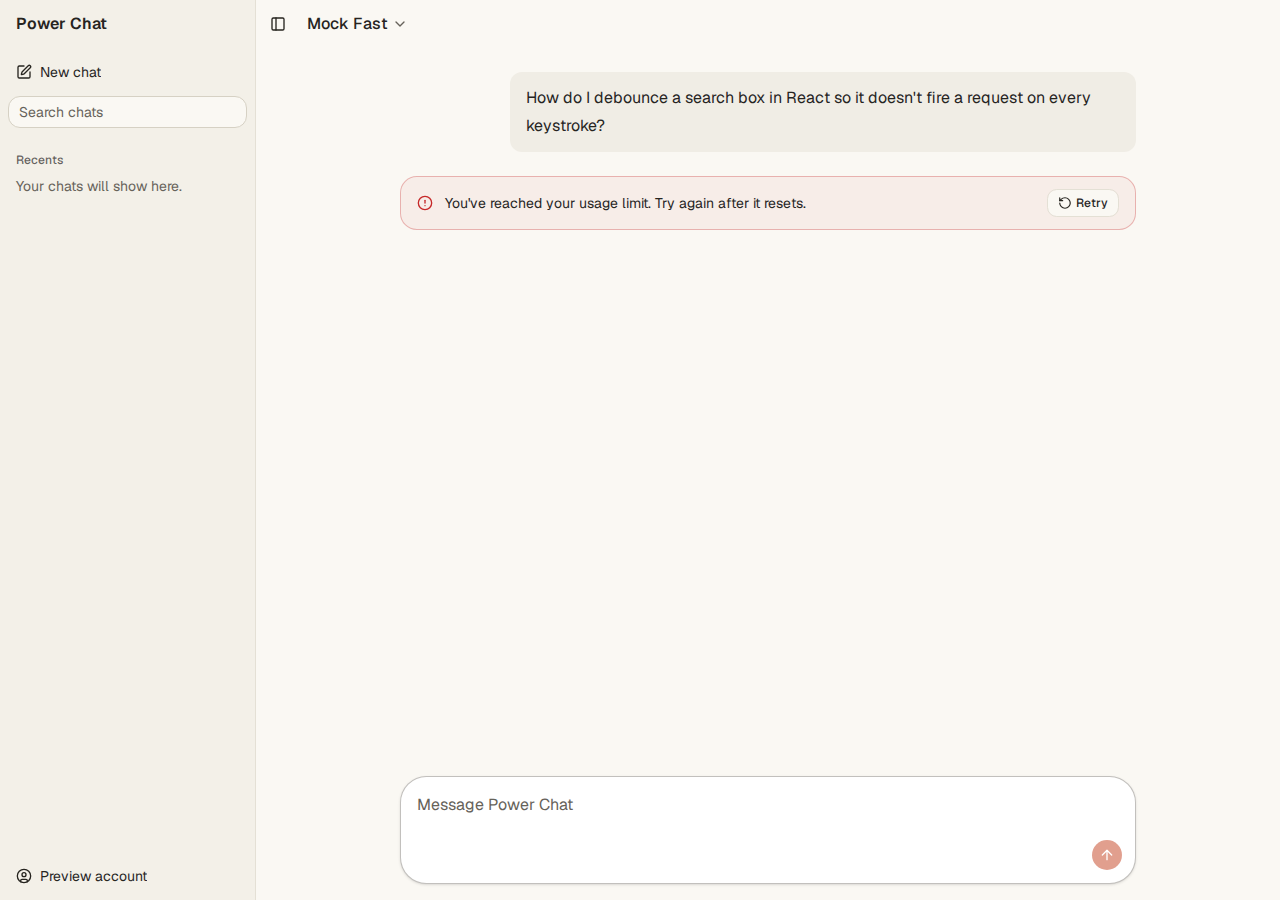 Power Chat
New chat
Search chats
Recents
Your chats will show here.
Preview account
Mock Fast
How do I debounce a search box in React so it doesn't fire a request on every
keystroke?
You've reached your usage limit. Try again after it resets.
Retry
Message Power Chat